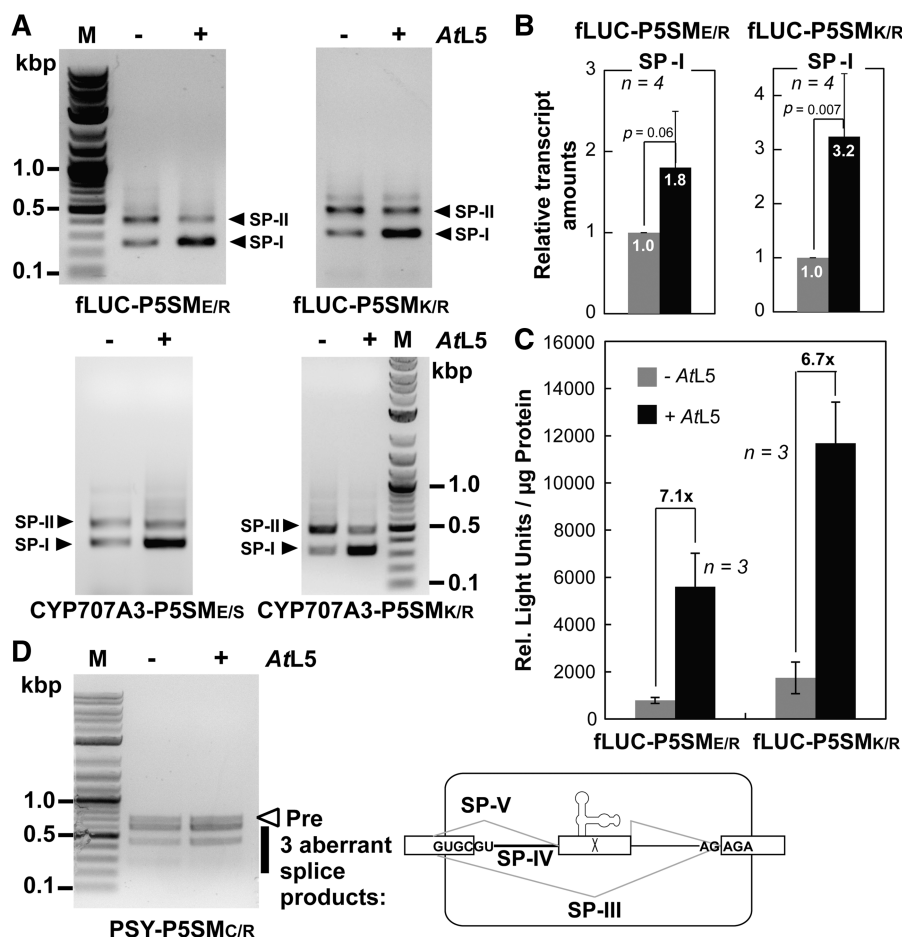 A
M - +
kbp
1.0
0.5
0.1
SP-II
SP-I
fLUC-P5SME/R
- + AtL5
SP-II
SP-I
fLUC-P5SMK/R
- +
SP-II
SP-I
CYP707A3-P5SME/S
- + M AtL5
kbp
SP-II
SP-I
1.0
0.5
0.1
CYP707A3-P5SMK/R
B
fLUC-P5SME/R
fLUC-P5SMK/R
Relative transcript
amounts
SP-I
n = 4
p = 0.06
3
2
1
0
1.0
1.8
SP-I
n = 4
p = 0.007
4
3
2
1
0
1.0
3.2
C
Rel. Light Units / µg Protein
16000
14000
12000
10000
8000
6000
4000
2000
0
- AtL5
+ AtL5
7.1x
n = 3
6.7x
n = 3
fLUC-P5SME/R
fLUC-P5SMK/R
D
M - + AtL5
kbp
1.0
0.5
0.1
Pre
3 aberrant
splice
products:
PSY-P5SMC/R
SP-V
GUGCGU
SP-IV
AG AGA
SP-III